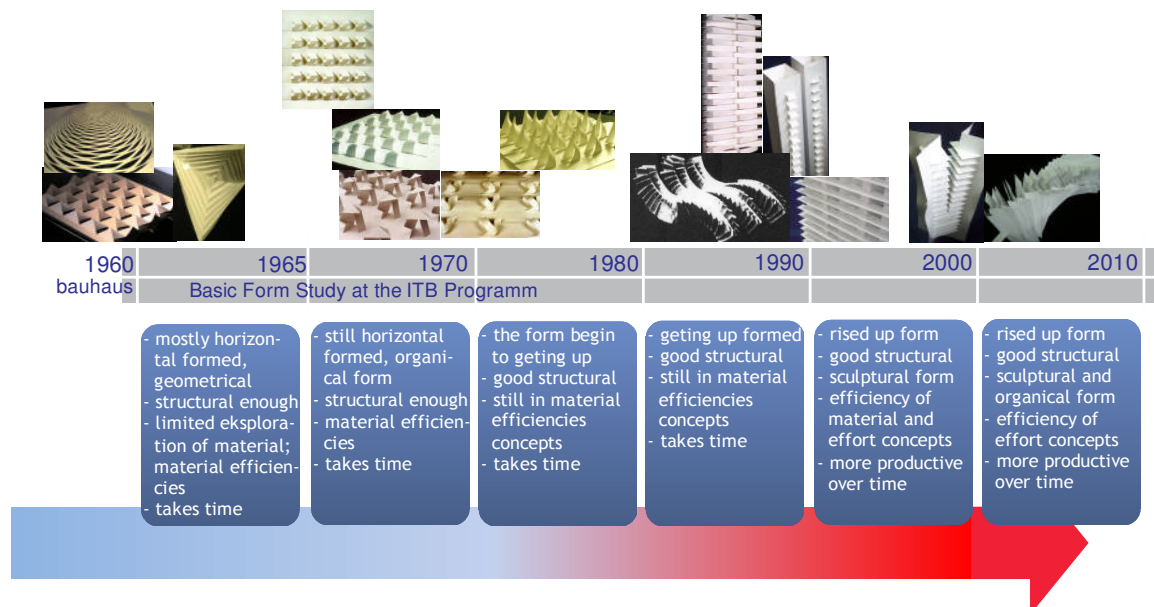 1960 1965 1970 1980 1990 2000 2010
bauhaus Basic Form Study at the ITB Programm
- mostly horizon-
tal formed,
geometrical
- structural enough
- limited eksplora-
tion of material;
material efficien-
cies
- takes time
- still horizontal
formed, organi-
cal form
- structural enough
- material efficien-
cies
- takes time
- the form begin
to geting up
- good structural
- still in material
efficiencies
concepts
- takes time
- geting up formed
- good structural
- still in material
efficiencies
concepts
- takes time
- rised up form
- good structural
- sculptural form
- efficiency of
material and
effort concepts
- more productive
over time
- rised up form
- good structural
- sculptural and
organical form
- efficiency of
effort concepts
- more productive
over time